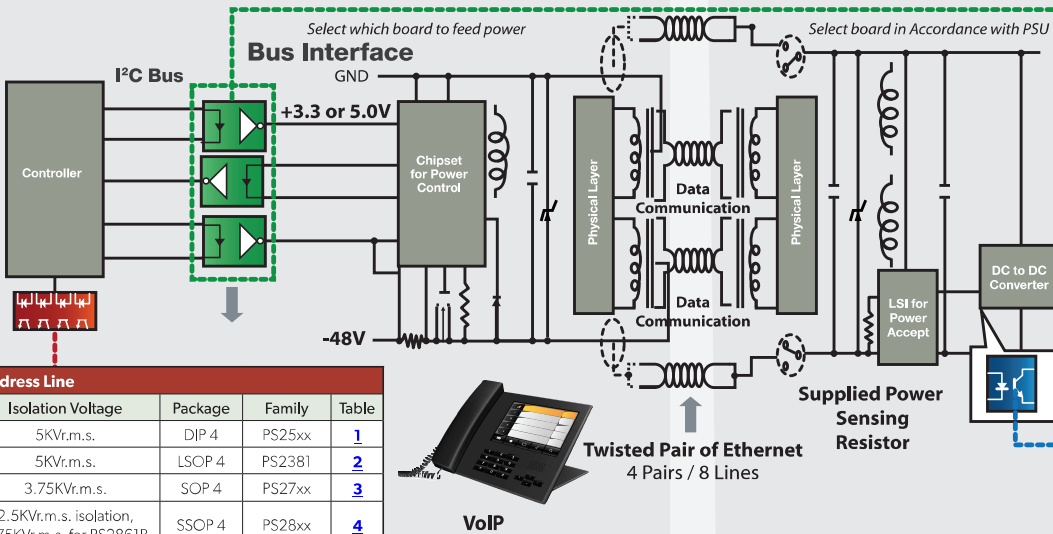 Select which board to feed power
Select board in Accordance with PSU
Bus Interface
I²C Bus
GND
+3.3 or 5.0V
Controller
Chipset
for Power
Control
Physical Layer
Data
Communication
Data
Communication
Physical Layer
DC to DC
Converter
LSI for
Power
Accept
-48V
Supplied Power
Sensing
Resistor
Twisted Pair of Ethernet
4 Pairs / 8 Lines
VoIP
dress Line
Isolation Voltage Package Family Table
5KVr.m.s. DIP 4 PS25xx 1
5KVr.m.s. LSOP 4 PS2381 2
3.75KVr.m.s. SOP 4 PS27xx 3
2.5KVr.m.s. isolation,
SSOP 4 PS28xx 4
75KVr.m.s. for PS2861B